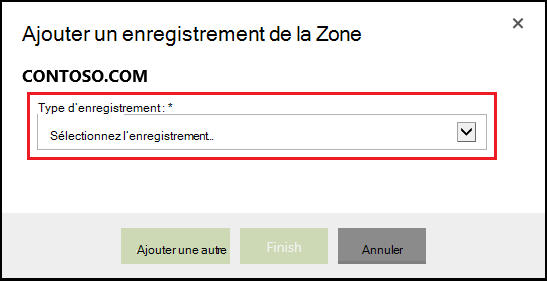 Ajouter un enregistrement de la Zone
CONTOSO.COM
Type d'enregistrement : *
Sélectionnez l'enregistrement...
Ajouter une autre
Finish
Annuler